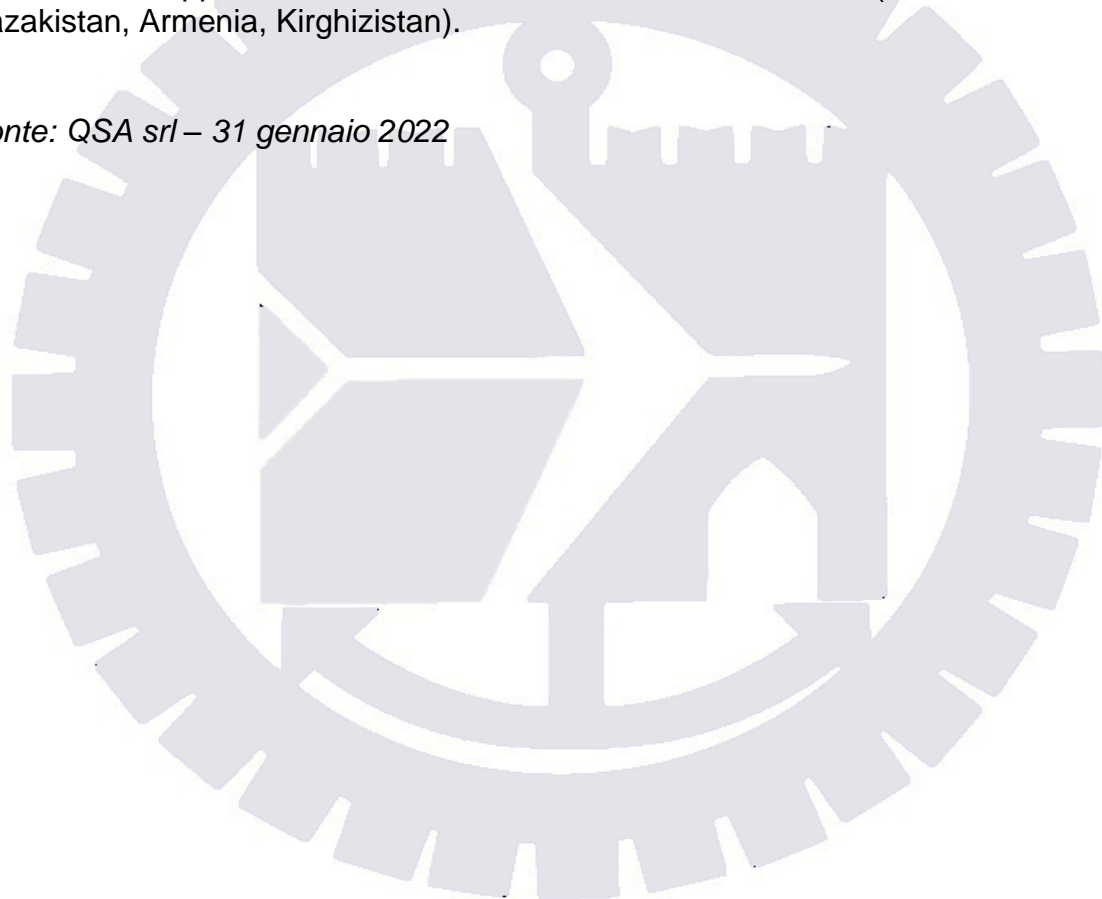 azakistan, Armenia, Kirghizistan).
onte: QSA srl – 31 gennaio 2022